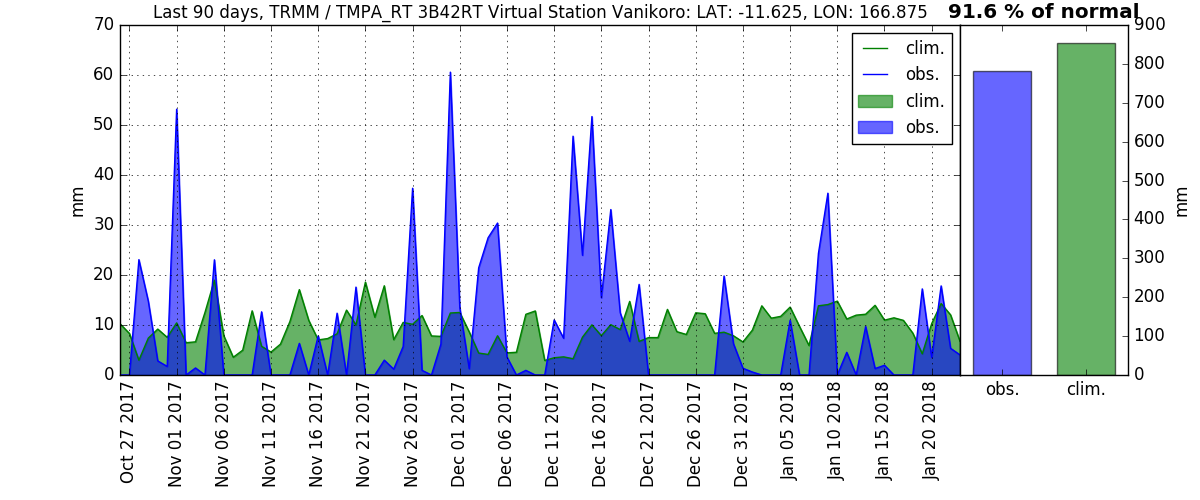 Last 90 days, TRMM / TMPA_RT 3B42RT Virtual Station Vanikoro: LAT: -11.625, LON: 166.875
91.6 % of normal
70
60
50
40
30
20
10
0
mm
clim.
obs.
clim.
obs.
Oct 27 2017
Nov 01 2017
Nov 06 2017
Nov 11 2017
Nov 16 2017
Nov 21 2017
Nov 26 2017
Dec 01 2017
Dec 06 2017
Dec 11 2017
Dec 16 2017
Dec 21 2017
Dec 26 2017
Dec 31 2017
Jan 05 2018
Jan 10 2018
Jan 15 2018
Jan 20 2018
900
800
700
600
500
400
300
200
100
0
mm
obs.
clim.